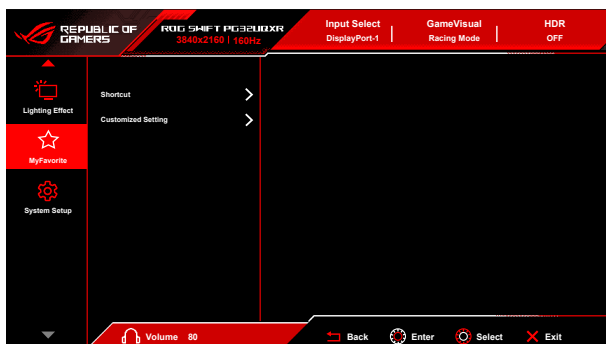 REPUBLIC OF
GAMERS
ROG SWIFT PG32UQXR
3840x2160 | 160Hz
Input Select
DisplayPort-1
GameVisual
Racing Mode
HDR
OFF
Lighting Effect
Shortcut
Customized Setting
MyFavorite
System Setup
Volume 80
Back
Enter
Select
Exit